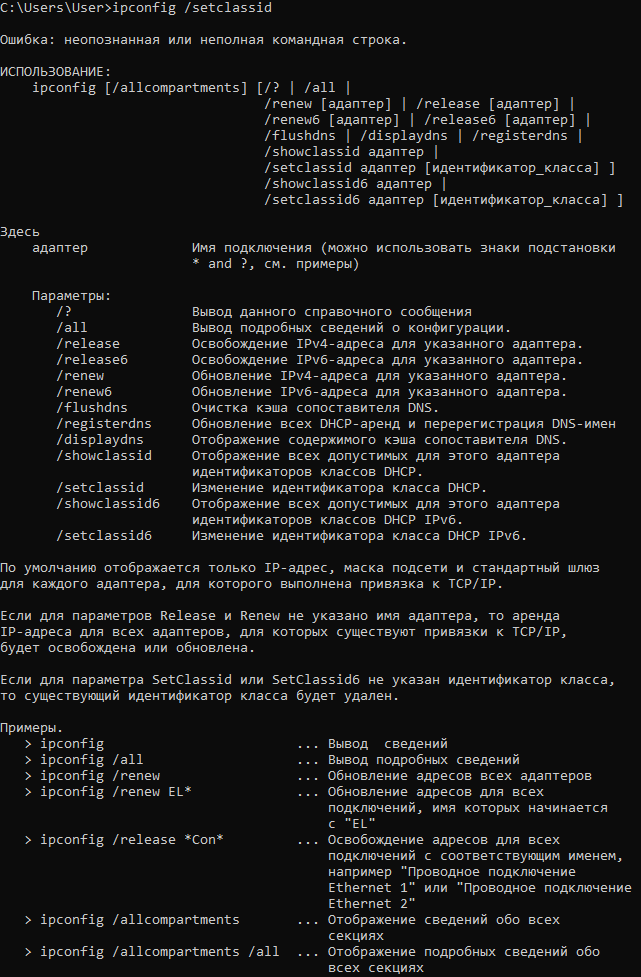 C:\Users\User>ipconfig /setclassid
Ошибка: неопознанная или неполная командная строка.
ИСПОЛЬЗОВАНИЕ:
ipconfig [/allcompartments] [/? | /all |
/renew [адаптер] | /release [адаптер] |
/renew6 [адаптер] | /release6 [адаптер] |
/flushdns | /displaydns | /registerdns |
/showclassid адаптер |
/setclassid адаптер [идентификатор_класса] ]
/showclassid6 адаптер |
/setclassid6 адаптер [идентификатор_класса] ]
Здесь
адаптер Имя подключения (можно использовать знаки подстановки
* and ?, см. примеры)
Параметры:
/? Вывод данного справочного сообщения
/all Вывод подробных сведений о конфигурации.
/release Освобождение IPv4-адреса для указанного адаптера.
/release6 Освобождение IPv6-адреса для указанного адаптера.
/renew Обновление IPv4-адреса для указанного адаптера.
/renew6 Обновление IPv6-адреса для указанного адаптера.
/flushdns Очистка кэша сопоставителя DNS.
/registerdns Обновление всех DHCP-аренд и перерегистрация DNS-имен
/displaydns Отображение содержимого кэша сопоставителя DNS.
/showclassid Отображение всех допустимых для этого адаптера
идентификаторов классов DHCP.
/setclassid Изменение идентификатора класса DHCP.
/showclassid6 Отображение всех допустимых для этого адаптера
идентификаторов классов DHCP IPv6.
/setclassid6 Изменение идентификатора класса DHCP IPv6.
По умолчанию отображается только IP-адрес, маска подсети и стандартный шлюз
для каждого адаптера, для которого выполнена привязка к TCP/IP.
Если для параметров Release и Renew не указано имя адаптера, то аренда
IP-адреса для всех адаптеров, для которых существуют привязки к TCP/IP,
будет освобождена или обновлена.
Если для параметра SetClassid или SetClassid6 не указан идентификатор класса,
то существующий идентификатор класса будет удален.
Примеры.
> ipconfig ... Вывод  сведений
> ipconfig /all ... Вывод подробных сведений
> ipconfig /renew ... Обновление адресов всех адаптеров
> ipconfig /renew EL* ... Обновление адресов для всех
подключений, имя которых начинается
с "EL"
> ipconfig /release *Con* ... Освобождение адресов для всех
подключений с соответствующим именем,
например "Проводное подключение
Ethernet 1" или "Проводное подключение
Ethernet 2"
> ipconfig /allcompartments ... Отображение сведений обо всех
секциях
> ipconfig /allcompartments /all ... Отображение подробных сведений обо
всех секциях